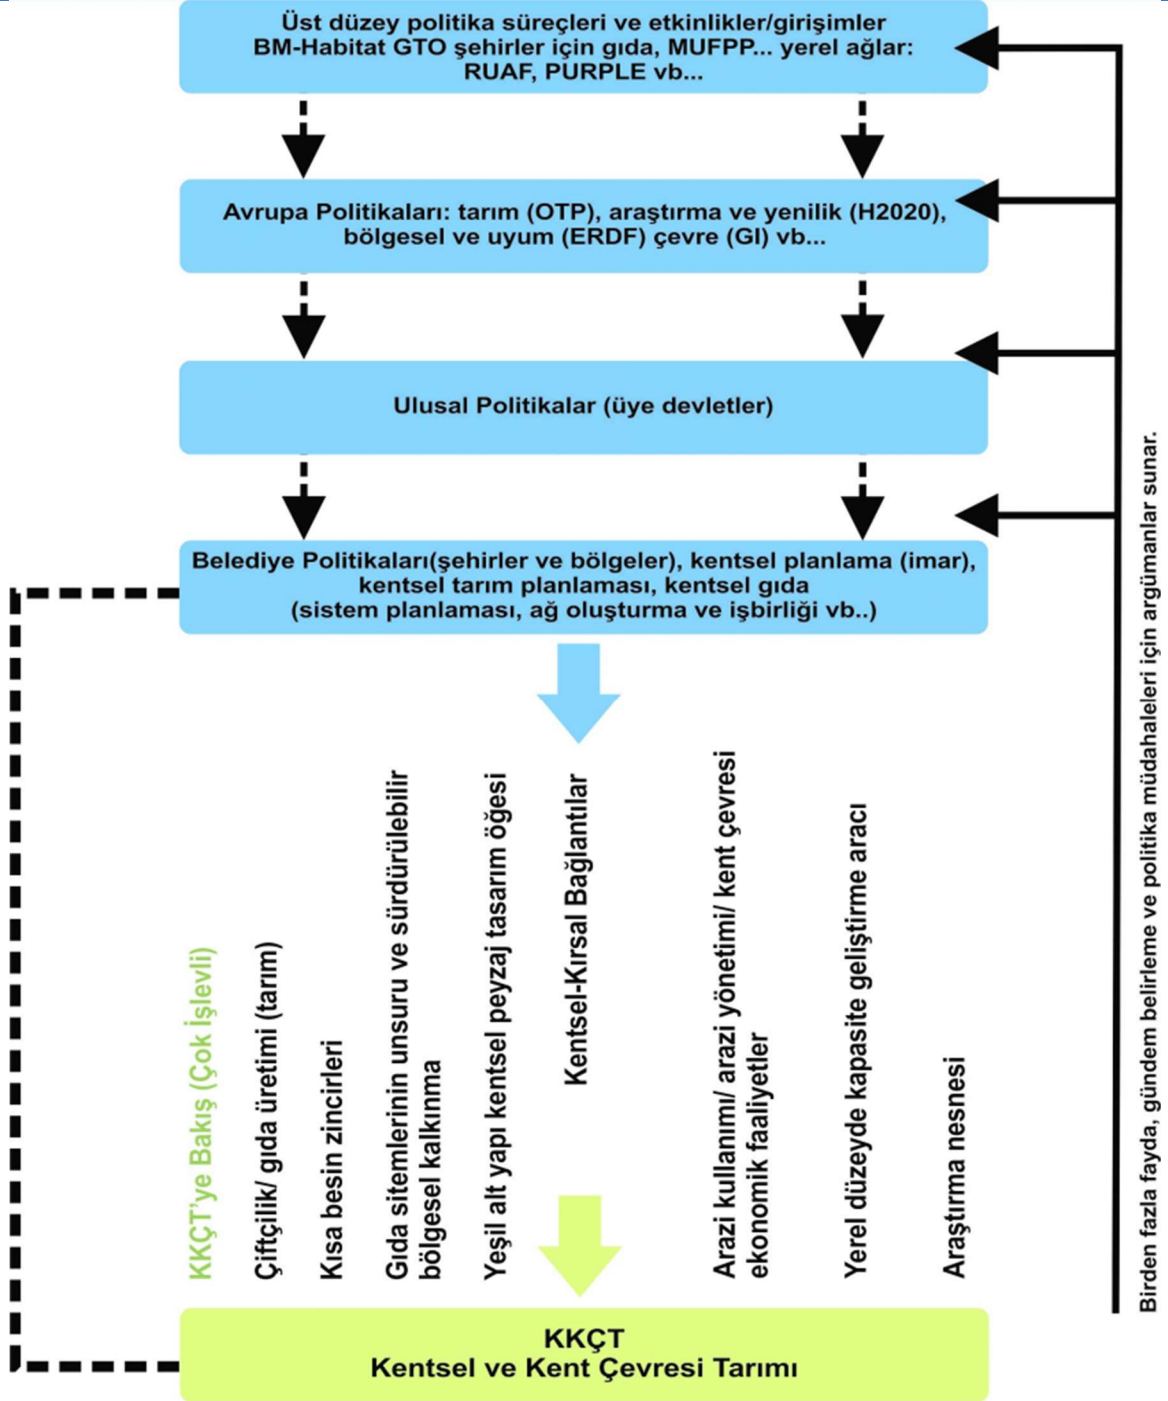 Üst düzey politika süreçleri ve etkinlikler/girişimler
BM-Habitat GTO şehirler için gıda, MUFPP... yerel ağlar:
RUAF, PURPLE vb...
Avrupa Politikaları: tarım (OTP), araştırma ve yenilik (H2020),
bölgesel ve uyum (ERDF) çevre (GI) vb...
Ulusal Politikalar (üye devletler)
Belediye Politikaları(şehirler ve bölgeler), kentsel planlama (imar),
kentsel tarım planlaması, kentsel gıda
(sistem planlaması, ağ oluşturma ve işbirliği vb..)
KKÇT'ye Bakış (Çok İşlevli)
Çiftçilik/ gıda üretimi (tarım)
Kısa besin zincirleri
Gıda sitemlerinin unsuru ve sürdürülebilir
bölgesel kalkınma
Yeşil alt yapı kentsel peyzaj tasarım öğesi
Kentsel-Kırsal Bağlantılar
Arazi kullanımı/ arazi yönetimi/ kent çevresi
ekonomik faaliyetler
Yerel düzeyde kapasite geliştirme aracı
Araştırma nesnesi
Birden fazla fayda, gündem belirleme ve politika müdahaleleri için argümanlar sunar.
KKÇT
Kentsel ve Kent Çevresi Tarımı